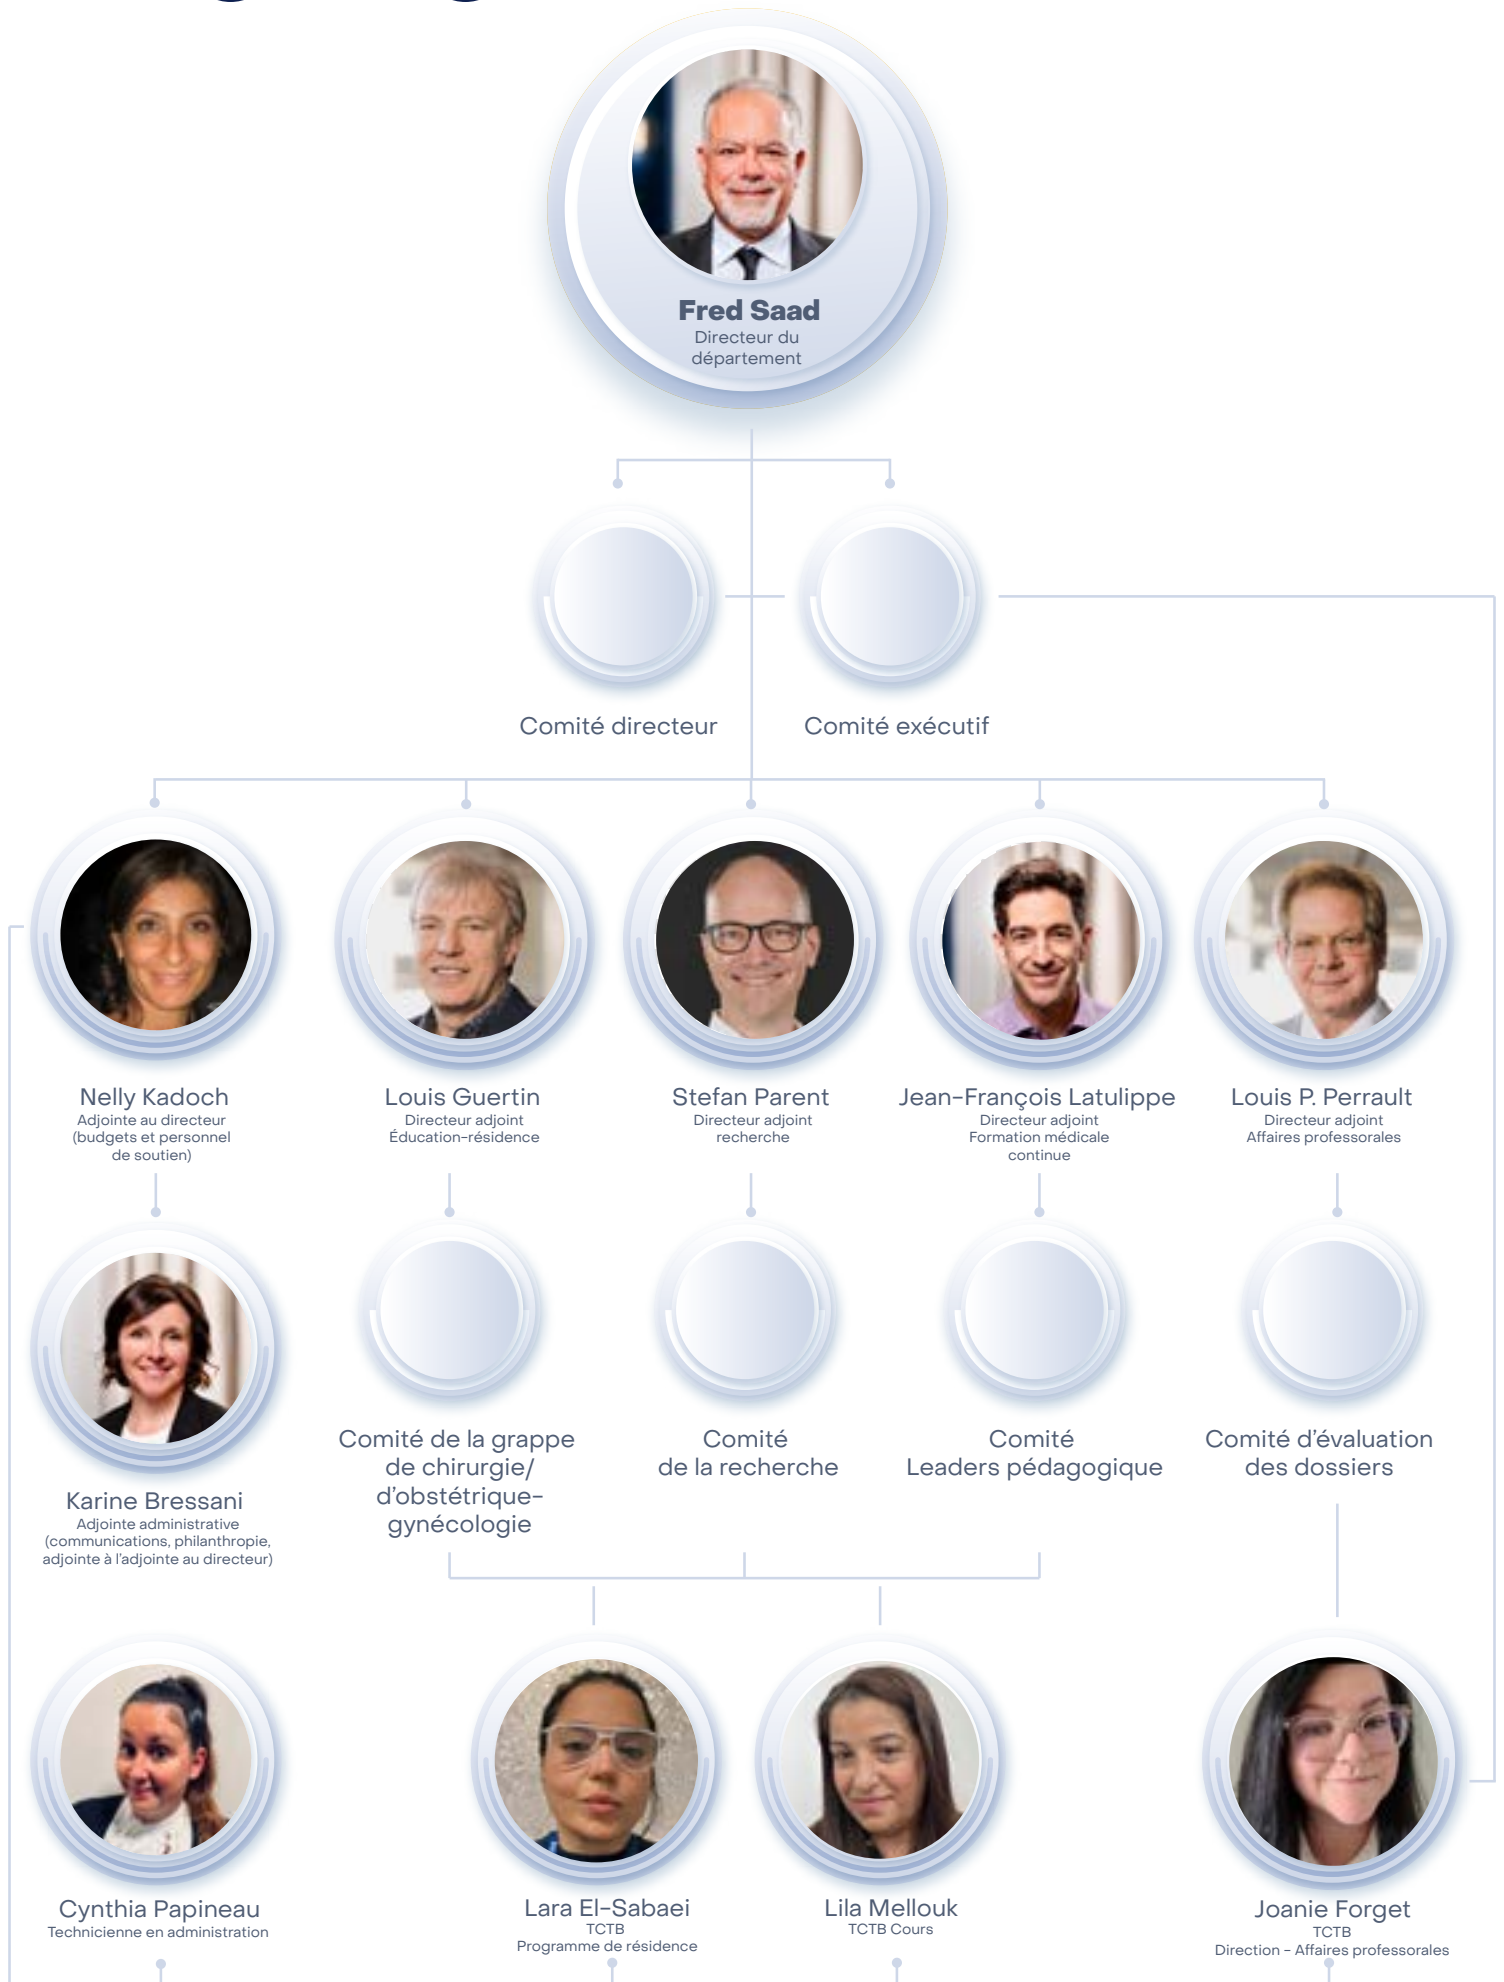 Fred Saad
Directeur du
département
Comité directeur
Comité exécutif
Nelly Kadoch
Adjointe au directeur
(budgets et personnel
de soutien)
Louis Guertin
Directeur adjoint
Éducation-résidence
Stefan Parent
Directeur adjoint
recherche
Jean-François Latulippe
Directeur adjoint
Formation médicale
continue
Louis P. Perrault
Directeur adjoint
Affaires professorales
Karine Bressani
Adjointe administrative
(communications, philanthropie,
adjointe à l'adjointe au directeur)
Comité de la grappe
de chirurgie/
d'obstétrique-
gynécologie
Comité
de la recherche
Comité
Leaders pédagogique
Comité d'évaluation
des dossiers
Cynthia Papineau
Technicienne en administration
Lara El-Sabaei
TCTB
Programme de résidence
Lila Mellouk
TCTB Cours
Joanie Forget
TCTB
Direction - Affaires professorales